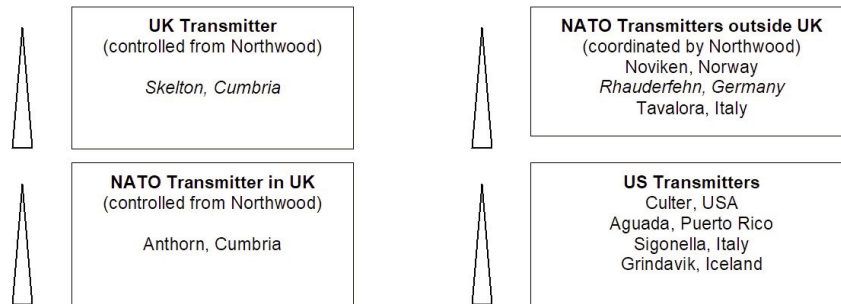 UK Transmitter
(controlled from Northwood)
Skelton, Cumbria
NATO Transmitters outside UK
(coordinated by Northwood)
Noviken, Norway
Rhauderfehn, Germany
Tavalora, Italy
NATO Transmitter in UK
(controlled from Northwood)
Anthorn, Cumbria
US Transmitters
Culter, USA
Aguada, Puerto Rico
Sigonella, Italy
Grindavik, Iceland